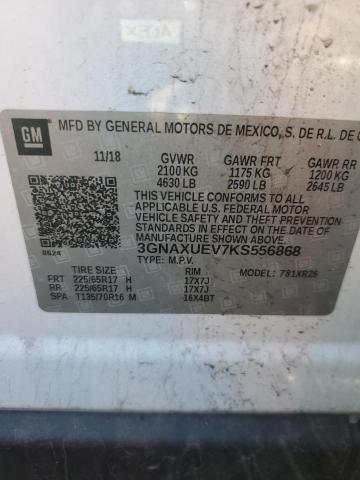 GM MFD BY GENERAL MOTORS DE MEXICO, S. DE R.L. DE C
11/18 GVWR GAWR FRT GAWR RR
2100 KG 1175 KG 1200 KG
4630 LB 2590 LB 2645 LB
THIS VEHICLE CONFORMS TO ALL APPLICABLE
U.S. FEDERAL MOTOR VEHICLE
SAFETY, BUMPER, AND THEFT PREVENTION
STANDARDS IN EFFECT ON THE DATE OF
MANUFACTURE SHOWN ABOVE.
8624 3GNAXUEV7KS556868
TYPE: M.P.V. MODEL: 781XR26
TIRE SIZE RIM
FRT 225/65R17 H 17X7J
RR 225/65R17 H 17X7J
SPA T135/70R16 M 16X4BT